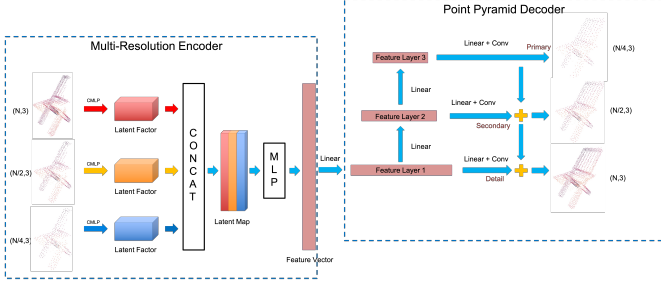 Point Pyramid Decoder
Multi-Resolution Encoder
(N,3)
CMLP
Latent Factor
(N/2,3)
CMLP
Latent Factor
(N/4,3)
CMLP
Latent Factor
CONCAT
Latent Map
MLP
Feature Vector
Linear
Feature Layer 3
Linear + Conv
Primary
(N/4,3)
Linear
Feature Layer 2
Linear + Conv
Secondary
(N/2,3)
Linear
Feature Layer 1
Linear + Conv
Detail
(N,3)